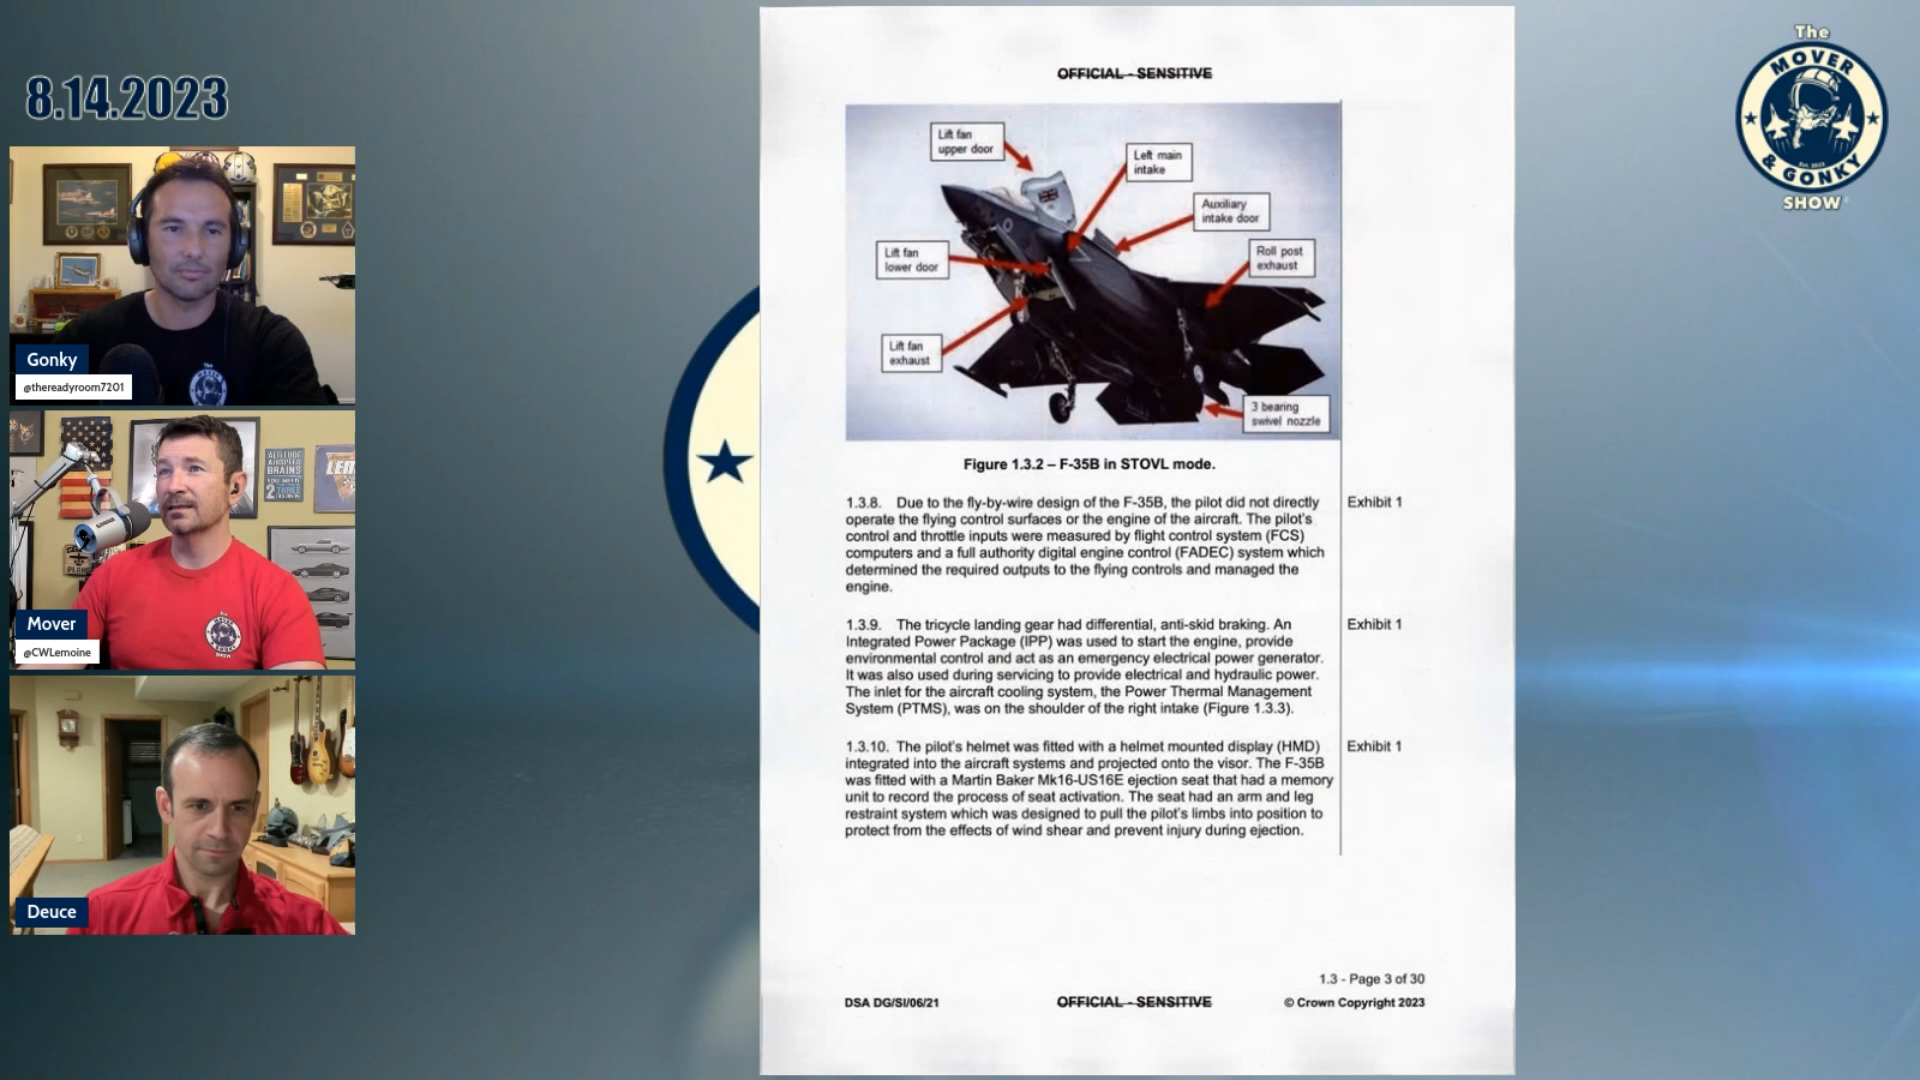 8.14.2023
The
MOVER
& GONKY
SHOW
Gonky
@thereadyroom7201
ALTITUDE
AIRSPEED
BRAINS
2 THREE
Mover
@CWLemoine
Deuce
OFFICIAL - SENSITIVE
Lift fan
upper door
Left main
intake
Auxiliary
intake door
Lift fan
lower door
Roll post
exhaust
Lift fan
exhaust
3 bearing
swivel nozzle
Figure 1.3.2 – F-35B in STOVL mode.
1.3.8. Due to the fly-by-wire design of the F-35B, the pilot did not directly
operate the flying control surfaces or the engine of the aircraft. The pilot's
control and throttle inputs were measured by flight control system (FCS)
computers and a full authority digital engine control (FADEC) system which
determined the required outputs to the flying controls and managed the
engine.
Exhibit 1
1.3.9. The tricycle landing gear had differential, anti-skid braking. An
Integrated Power Package (IPP) was used to start the engine, provide
environmental control and act as an emergency electrical power generator.
It was also used during servicing to provide electrical and hydraulic power.
The inlet for the aircraft cooling system, the Power Thermal Management
System (PTMS), was on the shoulder of the right intake (Figure 1.3.3).
Exhibit 1
1.3.10. The pilot's helmet was fitted with a helmet mounted display (HMD)
integrated into the aircraft systems and projected onto the visor. The F-35B
was fitted with a Martin Baker Mk16-US16E ejection seat that had a memory
unit to record the process of seat activation. The seat had an arm and leg
restraint system which was designed to pull the pilot's limbs into position to
protect from the effects of wind shear and prevent injury during ejection.
Exhibit 1
1.3 - Page 3 of 30
DSA DG/SI/06/21
OFFICIAL - SENSITIVE
© Crown Copyright 2023